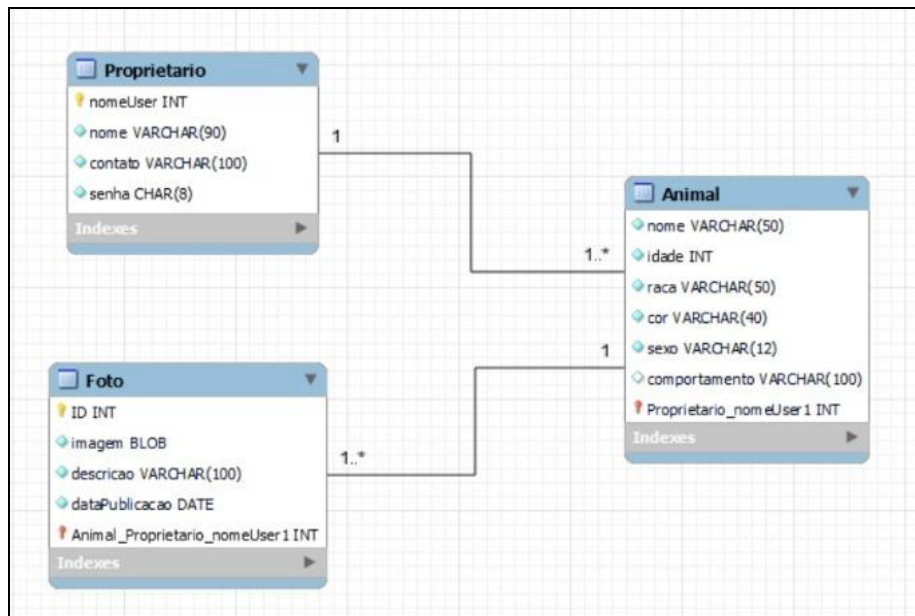 Proprietario
nomeUser INT
nome VARCHAR(90)
contato VARCHAR(100)
senha CHAR(8)
Indexes
1
1..*
Animal
nome VARCHAR(50)
idade INT
raca VARCHAR(50)
cor VARCHAR(40)
sexo VARCHAR(12)
comportamento VARCHAR(100)
Proprietario_nomeUser1 INT
Indexes
1
1..*
Foto
ID INT
imagem BLOB
descricao VARCHAR(100)
dataPublicacao DATE
Animal_Proprietario_nomeUser1 INT
Indexes